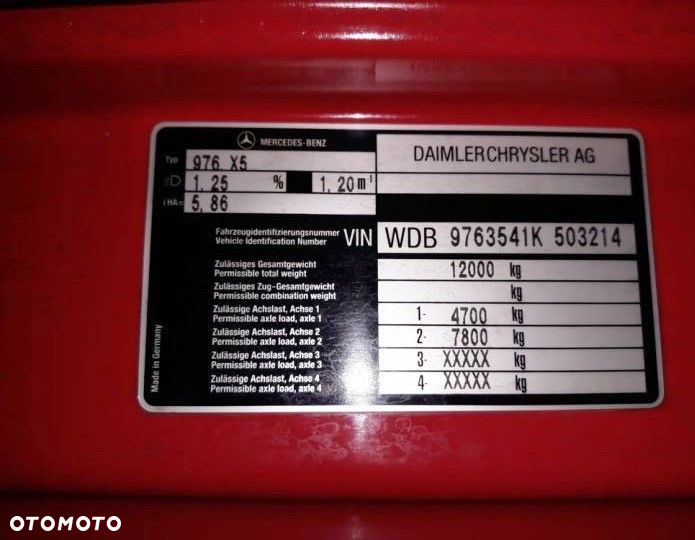 MERCEDES-BENZ
DAIMLERCHRYSLER AG
Typ 976. X5
1, 25 % 1, 20 m⁻¹
i HA= 5, 86
Fahrzeugidentifizierungsnummer
Vehicle Identification Number VIN WDB 9763541K 503214
Zulässiges Gesamtgewicht
Permissible total weight 12000 kg
Zulässiges Zug-Gesamtgewicht
Permissible combination weight kg
Zulässige Achslast, Achse 1
Permissible axle load, axle 1 1- 4700 kg
Zulässige Achslast, Achse 2
Permissible axle load, axle 2 2- 7800 kg
Zulässige Achslast, Achse 3
Permissible axle load, axle 3 3- XXXXX kg
Zulässige Achslast, Achse 4
Permissible axle load, axle 4 4- XXXXX kg
Made in Germany
OTOMOTO